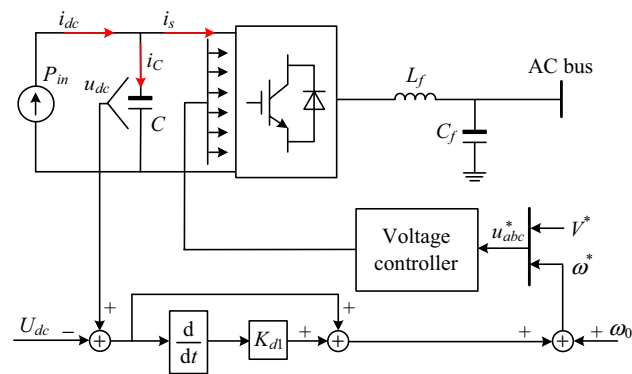 i_dc
i_s
i_C
P_in
u_dc
C
L_f
AC bus
C_f
Voltage
controller
u*_abc
V*
ω*
U_dc
+
−
d
dt
K_d1
+
+
+
+
ω_0